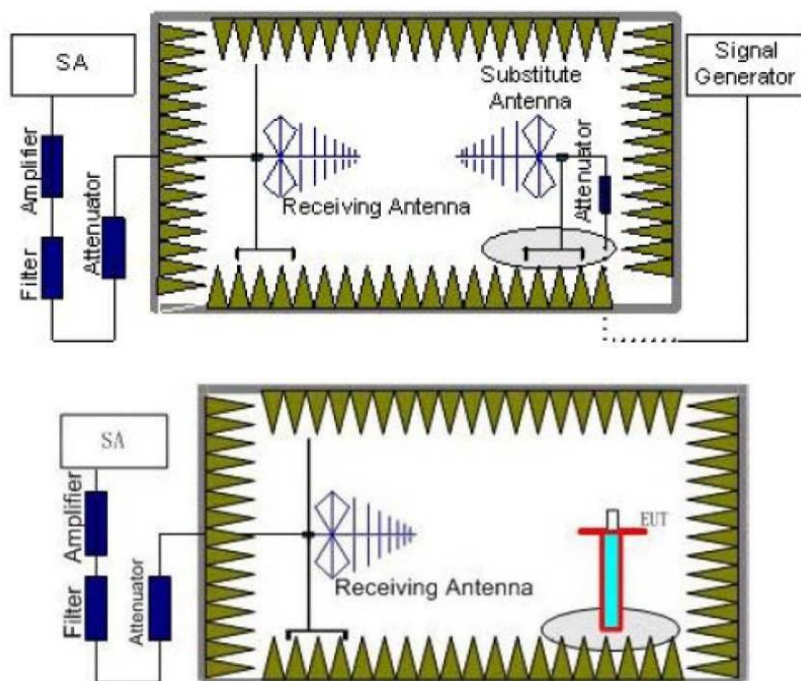 SA
Signal
Generator
Substitute
Antenna
Amplifier
Filter
Attenuator
Receiving Antenna
Attenuator
SA
Amplifier
Filter
Attenuator
Receiving Antenna
EUT